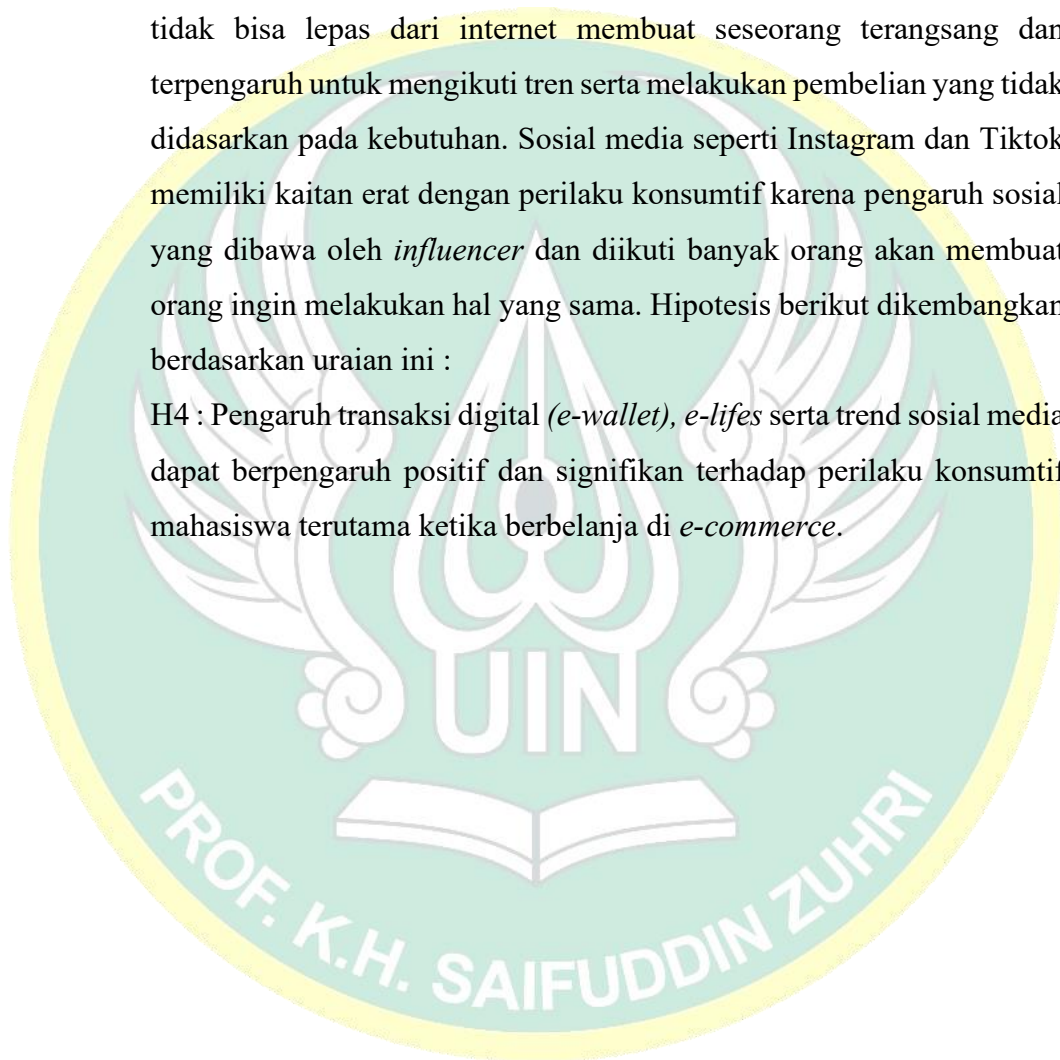 tidak bisa lepas dari internet membuat seseorang terangsang dan
terpengaruh untuk mengikuti tren serta melakukan pembelian yang tidak
didasarkan pada kebutuhan. Sosial media seperti Instagram dan Tiktok
memiliki kaitan erat dengan perilaku konsumtif karena pengaruh sosial
yang dibawa oleh influencer dan diikuti banyak orang akan membuat
orang ingin melakukan hal yang sama. Hipotesis berikut dikembangkan
berdasarkan uraian ini :
H4 : Pengaruh transaksi digital (e-wallet), e-lifes serta trend sosial media
dapat berpengaruh positif dan signifikan terhadap perilaku konsumtif
mahasiswa terutama ketika berbelanja di e-commerce.
UIN
PROF. K.H. SAIFUDDIN ZUHRI